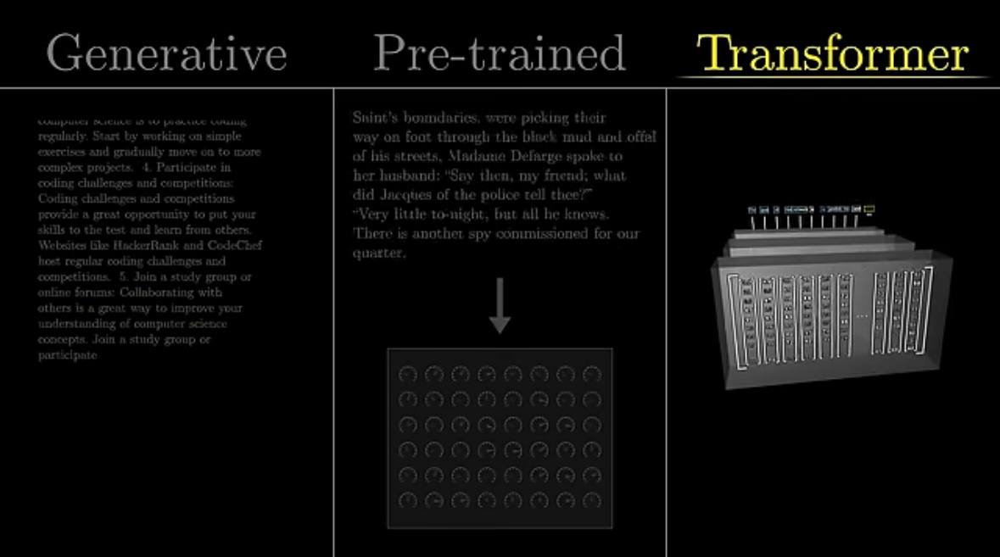 Generative
Pre-trained
Transformer
computer science is to practice coding
regularly. Start by working on simple
exercises and gradually move on to more
complex projects. 4. Participate in
coding challenges and competitions:
Coding challenges and competitions
provide a great opportunity to put your
skills to the test and learn from others.
Websites like HackerRank and CodeChef
host regular coding challenges and
competitions. 5. Join a study group or
online forums: Collaborating with
others is a great way to improve your
understanding of computer science
concepts. Join a study group or
participate
Saint's boundaries, were picking their
way on foot through the black mud and offal
of his streets, Madame Defarge spoke to
her husband: “Say then, my friend; what
did Jacques of the police tell thee?”
“Very little to-night, but all he knows.
There is another spy commissioned for our
quarter.